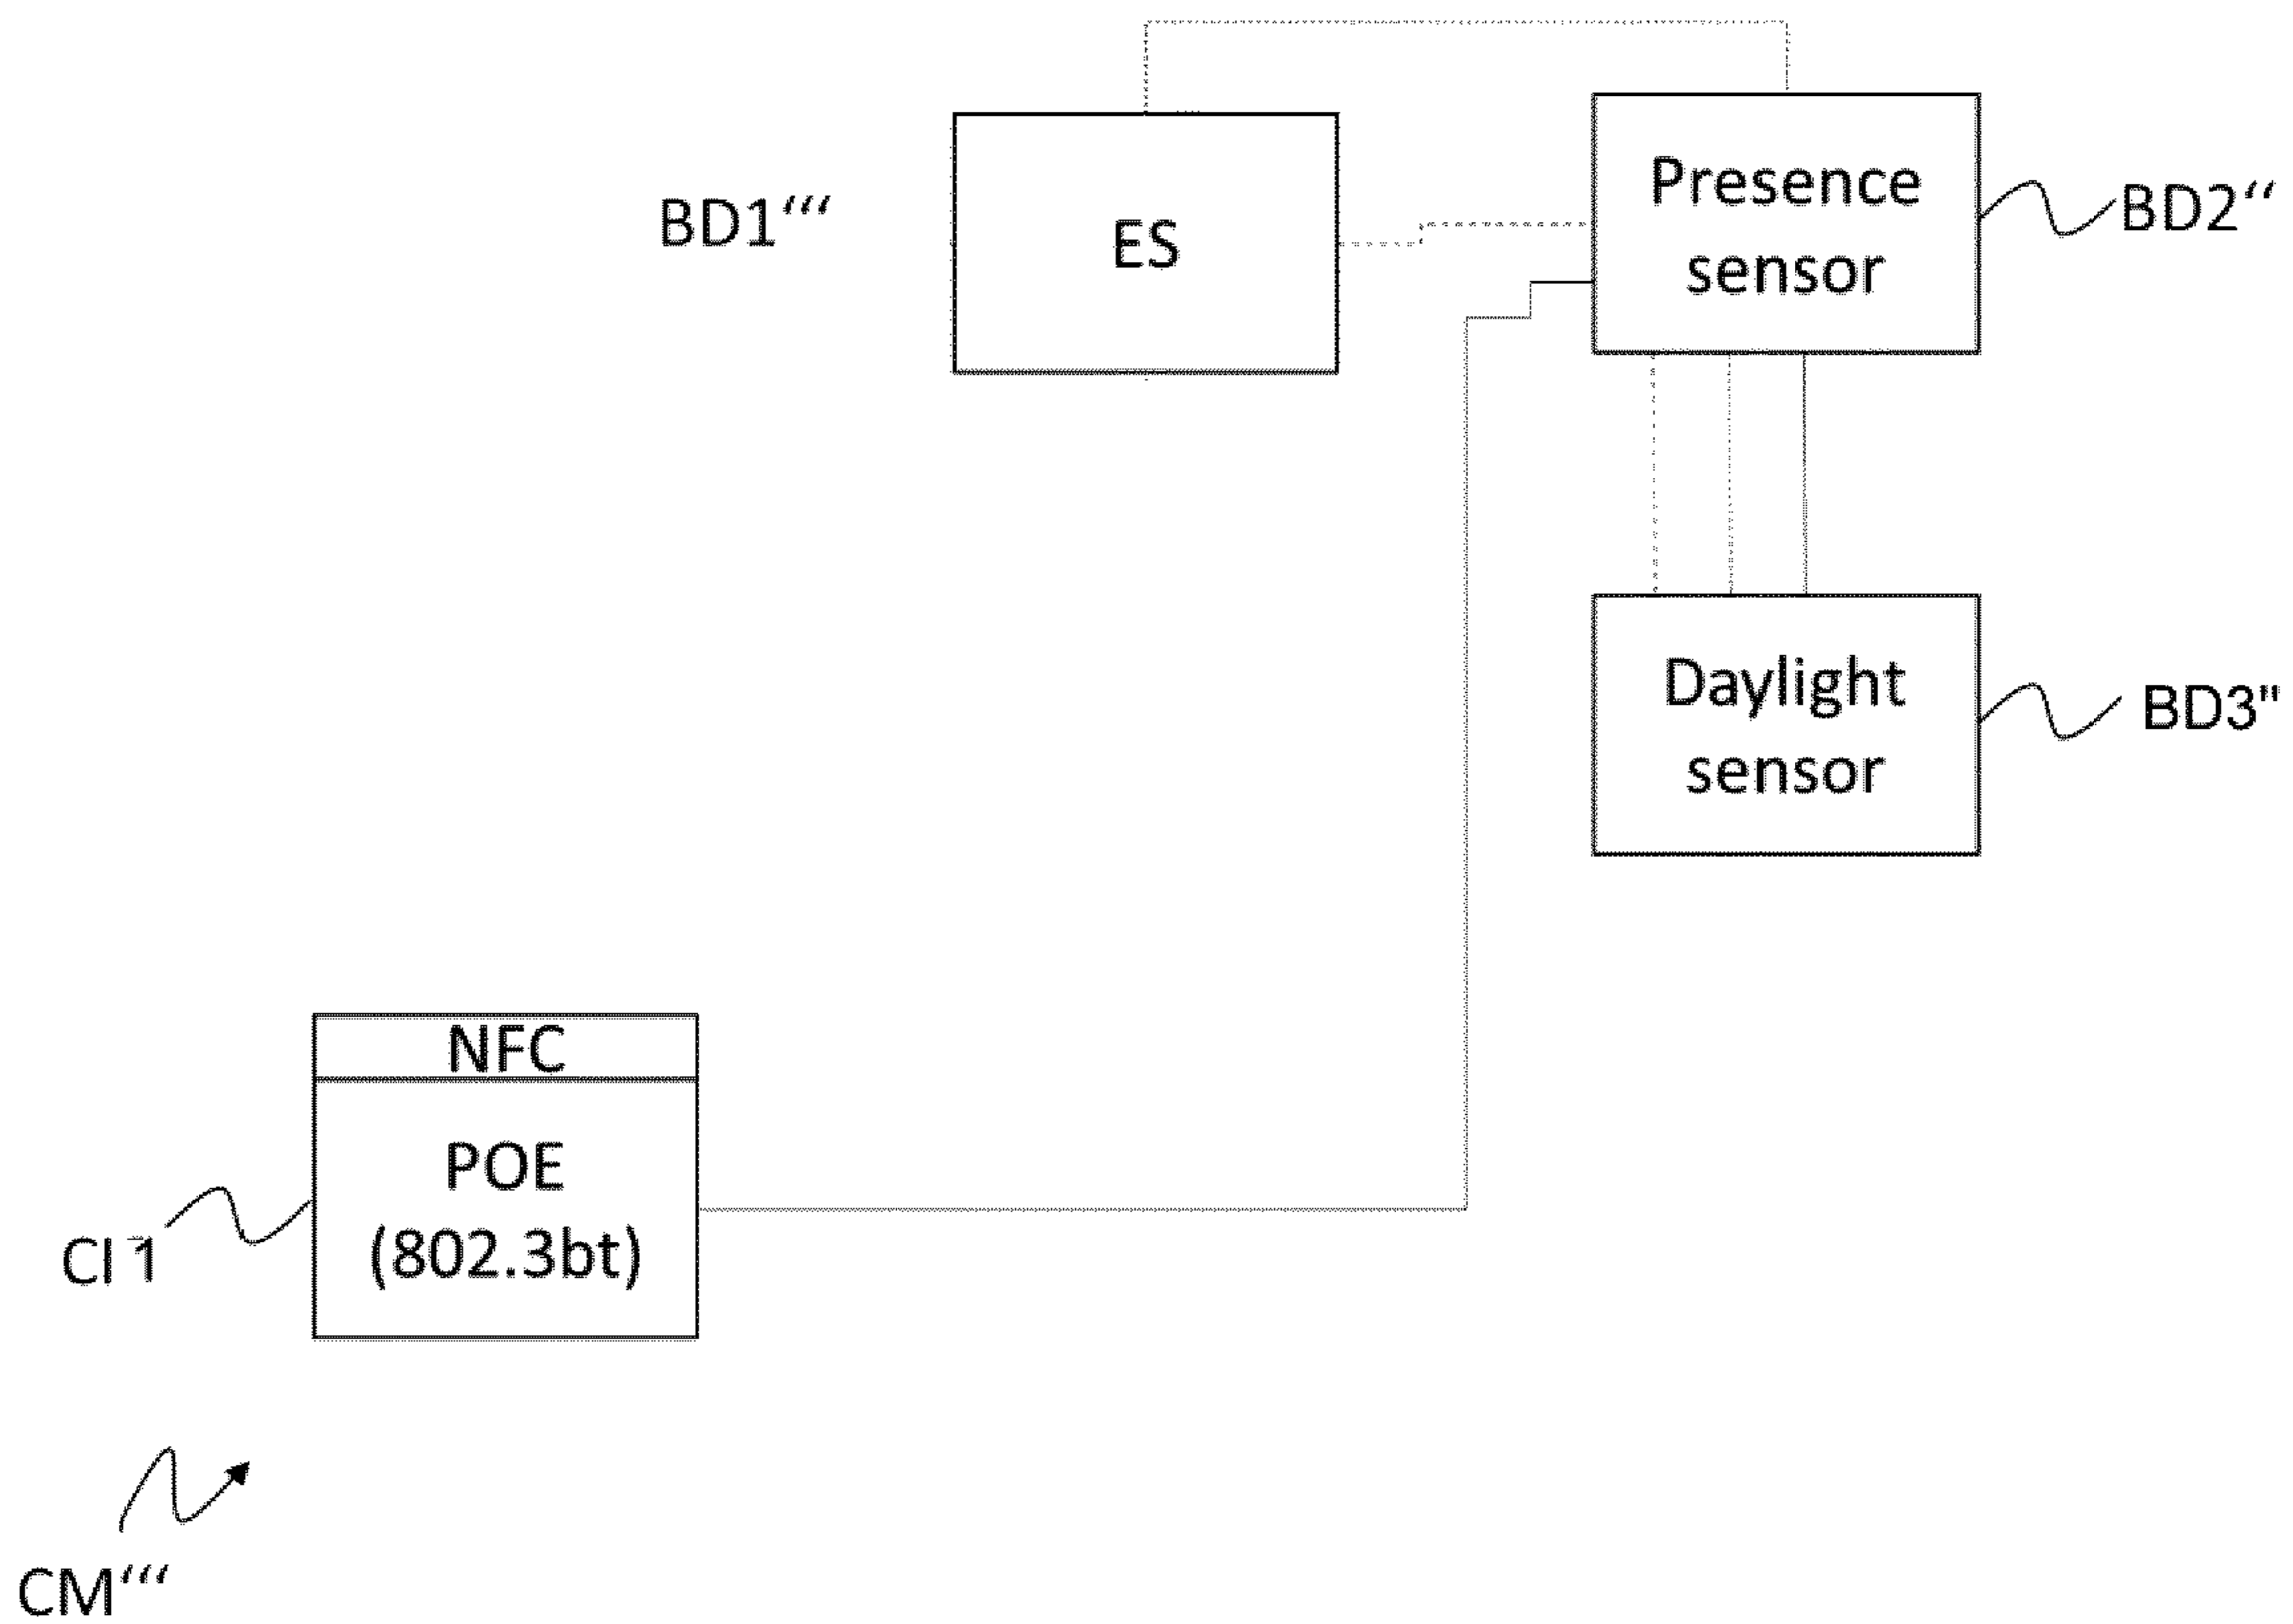 BD1‘‘‘
ES
Presence
sensor
BD2‘‘
Daylight
sensor
BD3"
NFC
POE
(802.3bt)
CI 1
CM‘‘‘